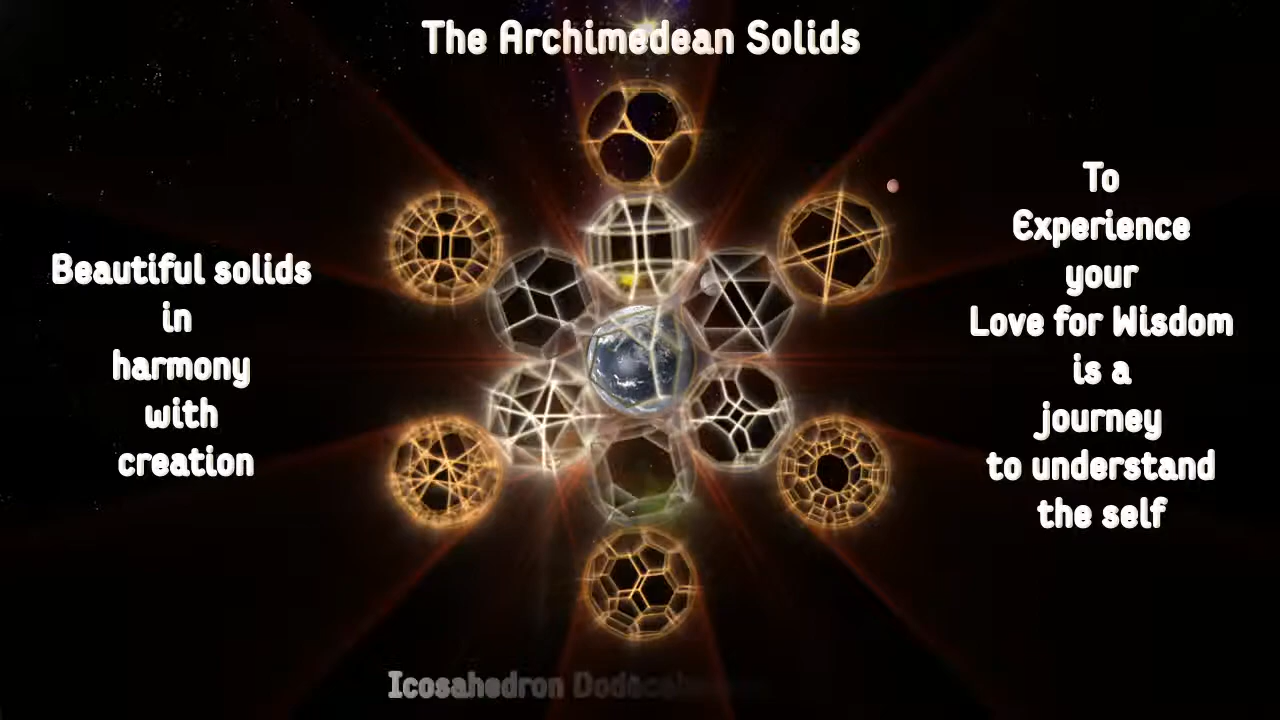 The Archimedean Solids
Beautiful solids
in
harmony
with
creation
To
Experience
your
Love for Wisdom
is a
journey
to understand
the self
Icosahedron